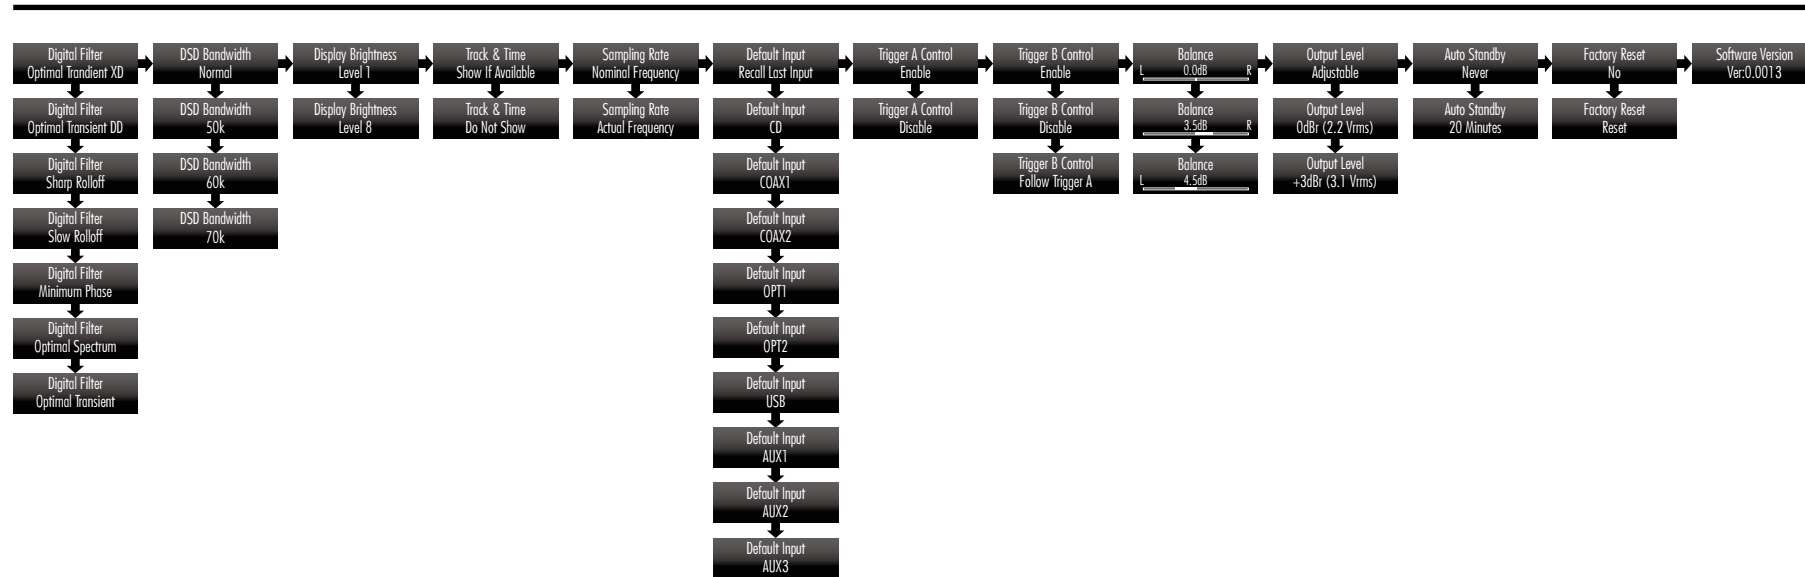 Digital Filter
Optimal Trandient XD
Digital Filter
Optimal Transient DD
Digital Filter
Sharp Rolloff
Digital Filter
Slow Rolloff
Digital Filter
Minimum Phase
Digital Filter
Optimal Spectrum
Digital Filter
Optimal Transient
DSD Bandwidth
Normal
DSD Bandwidth
50k
DSD Bandwidth
60k
DSD Bandwidth
70k
Display Brightness
Level 1
Display Brightness
Level 8
Track & Time
Show If Available
Track & Time
Do Not Show
Sampling Rate
Nominal Frequency
Sampling Rate
Actual Frequency
Default Input
Recall Last Input
Default Input
CD
Default Input
COAX1
Default Input
COAX2
Default Input
OPT1
Default Input
OPT2
Default Input
USB
Default Input
AUX1
Default Input
AUX2
Default Input
AUX3
Trigger A Control
Enable
Trigger A Control
Disable
Trigger B Control
Enable
Trigger B Control
Disable
Trigger B Control
Follow Trigger A
Balance
L 0.0dB R
Balance
3.5dB R
Balance
L 4.5dB
Output Level
Adjustable
Output Level
0dBr (2.2 Vrms)
Output Level
+3dBr (3.1 Vrms)
Auto Standby
Never
Auto Standby
20 Minutes
Factory Reset
No
Factory Reset
Reset
Software Version
Ver:0.0013